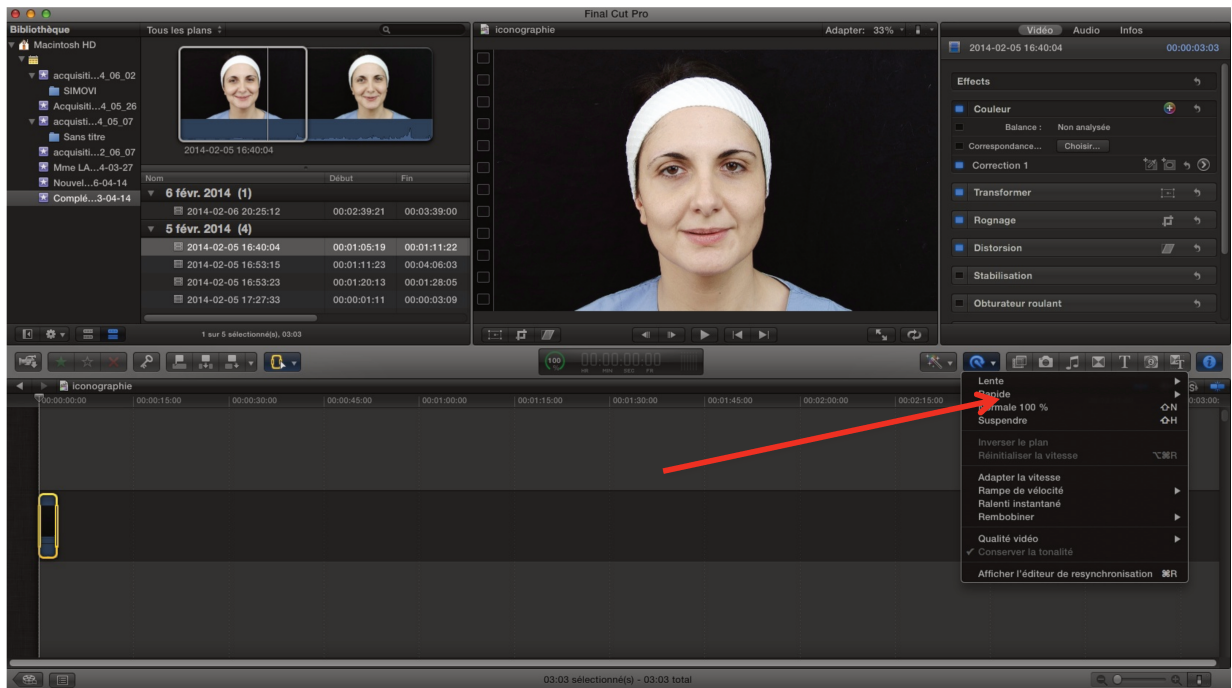 Final Cut Pro
Bibliothèque
Tous les plans
iconographie
Adapter: 33%
Vidéo Audio Infos
Macintosh HD
2014-02-05 16:40:04 00:00:03:03
acquisiti...4_06_02
SIMOVI
Acquisiti...4_05_26
acquisti...4_05_07
Sans titre
acquisiti...2_06_07
Mme LA...4-03-27
Nouvel...6-04-14
Complé...3-04-14
2014-02-05 16:40:04
Nom Début Fin
6 févr. 2014 (1)
2014-02-06 20:25:12 00:02:39:21 00:03:39:00
5 févr. 2014 (4)
2014-02-05 16:40:04 00:01:05:19 00:01:11:22
2014-02-05 16:53:15 00:01:11:23 00:04:06:03
2014-02-05 16:53:23 00:01:20:13 00:01:28:05
2014-02-05 17:27:33 00:00:01:11 00:00:03:09
1 sur 5 sélectionné(s), 03:03
Effects
Couleur
Balance : Non analysée
Correspondance... Choisir...
Correction 1
Transformer
Rognage
Distorsion
Stabilisation
Obturateur roulant
100 00:00:00:00
HR MIN SEC FR
iconographie
00:00:00:00 00:00:15:00 00:00:30:00 00:00:45:00 00:01:00:00 00:01:15:00 00:01:30:00 00:01:45:00 00:02:00:00 00:02:15:00
Lente
Rapide
Normale 100 % ⇧N
Suspendre ⇧H
Inverser le plan
Réinitialiser la vitesse ⌥⌘R
Adapter la vitesse
Rampe de vélocité
Ralenti instantané
Rembobiner
Qualité vidéo
✓ Conserver la tonalité
Afficher l'éditeur de resynchronisation ⌘R
03:03 sélectionné(s) - 03:03 total